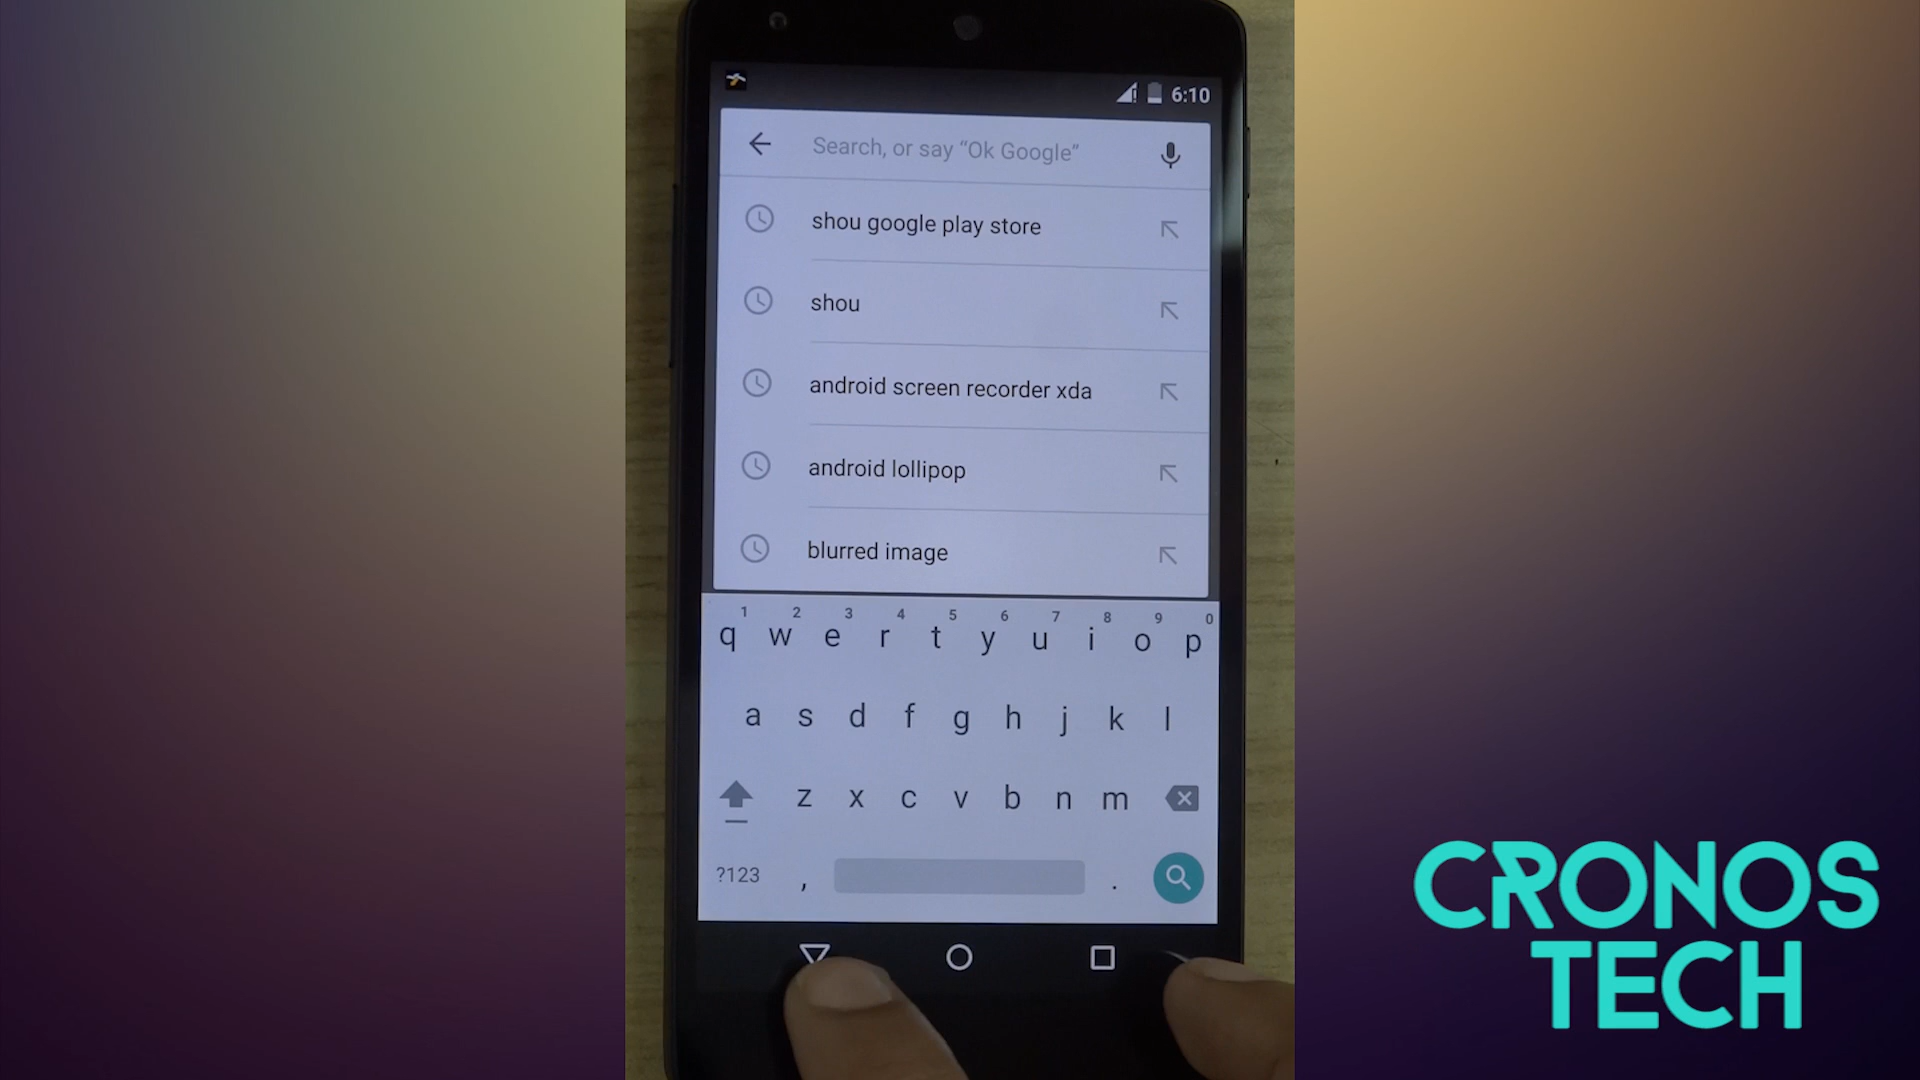 6:10
Search, or say “Ok Google”
shou google play store
shou
android screen recorder xda
android lollipop
blurred image
1 2 3 4 5 6 7 8 9 0
q w e r t y u i o p
a s d f g h j k l
z x c v b n m
?123 , .
CRONOS
TECH